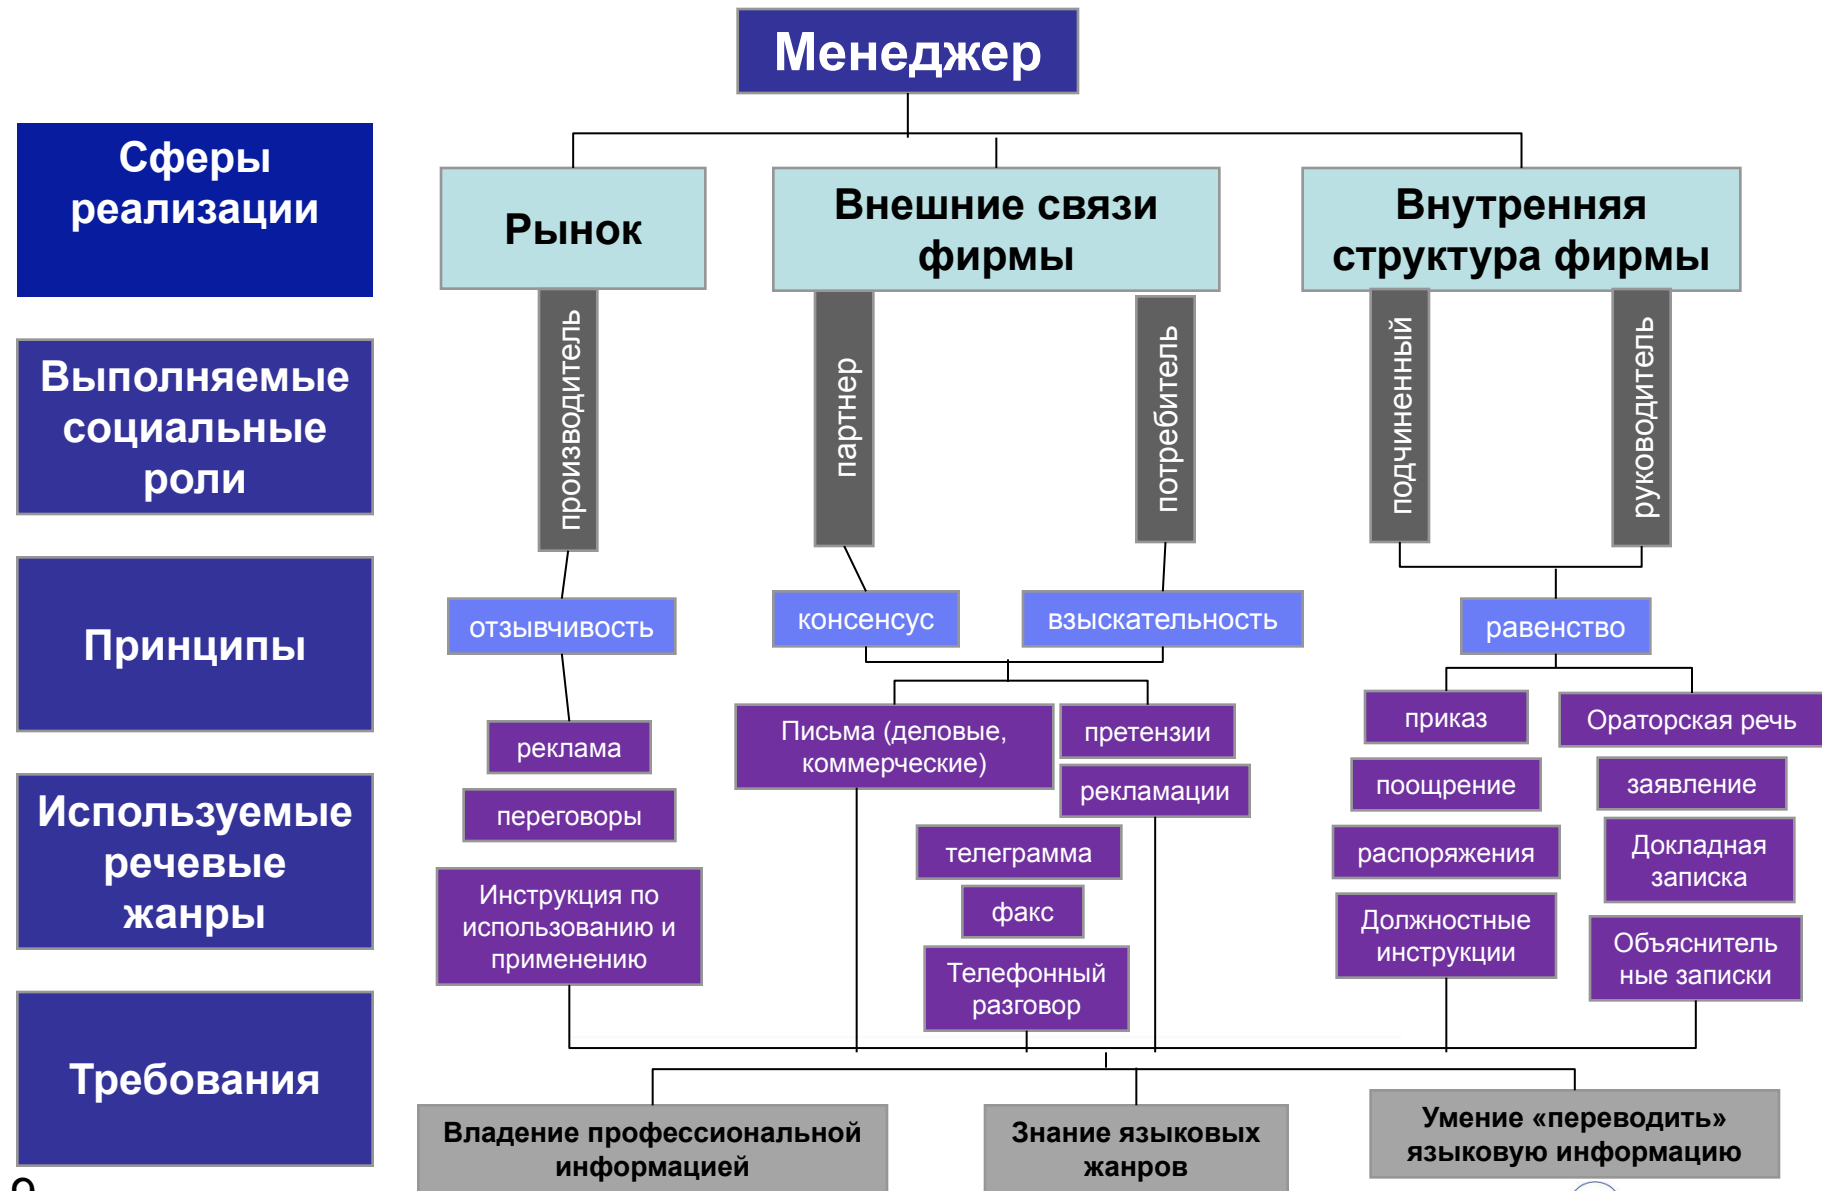 Менеджер
Сферы
реализации
Рынок
Внешние связи
фирмы
Внутренняя
структура фирмы
Выполняемые
социальные
роли
производитель
партнер
потребитель
подчиненный
руководитель
Принципы
отзывчивость
консенсус
взыскательность
равенство
Используемые
речевые
жанры
реклама
переговоры
Инструкция по
использованию и
применению
Письма (деловые,
коммерческие)
претензии
рекламации
телеграмма
факс
Телефонный
разговор
приказ
поощрение
распоряжения
Должностные
инструкции
Ораторская речь
заявление
Докладная
записка
Объяснитель
ные записки
Требования
Владение профессиональной
информацией
Знание языковых
жанров
Умение «переводить»
языковую информацию